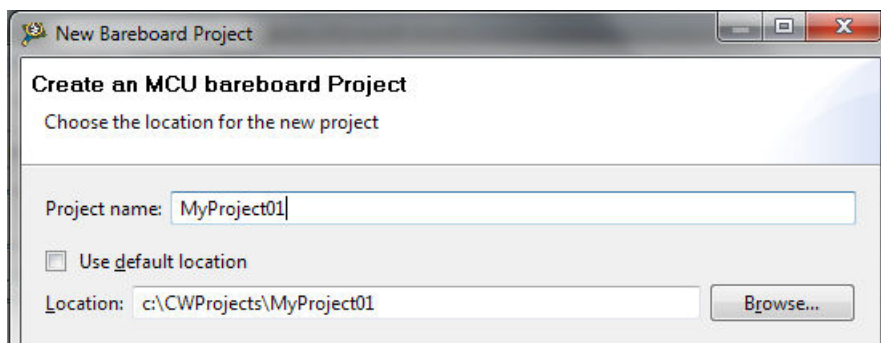 New Bareboard Project
Create an MCU bareboard Project
Choose the location for the new project
Project name: MyProject01
Use default location
Location: c:\CWProjects\MyProject01 Browse...